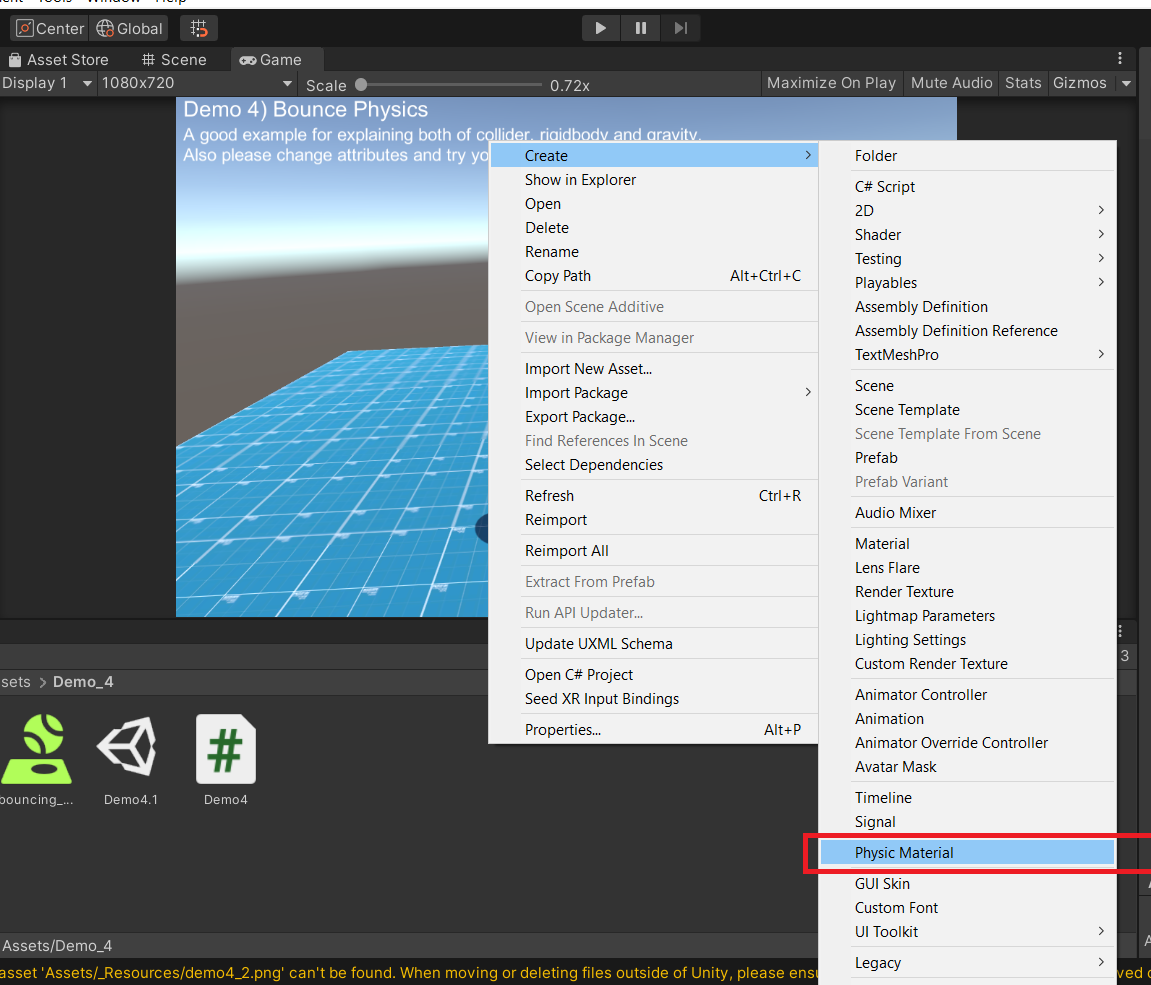 Tools Window Help
Center Global
Asset Store Scene Game
Display 1 1080x720 Scale 0.72x Maximize On Play Mute Audio Stats Gizmos
Demo 4) Bounce Physics
A good example for explaining both of collider, rigidbody and gravity.
Also please change attributes and try yo
Create
Show in Explorer
Open
Delete
Rename
Copy Path Alt+Ctrl+C
Open Scene Additive
View in Package Manager
Import New Asset...
Import Package
Export Package...
Find References In Scene
Select Dependencies
Refresh Ctrl+R
Reimport
Reimport All
Extract From Prefab
Run API Updater...
Update UXML Schema
Open C# Project
Seed XR Input Bindings
Properties... Alt+P
Folder
C# Script
2D
Shader
Testing
Playables
Assembly Definition
Assembly Definition Reference
TextMeshPro
Scene
Scene Template
Scene Template From Scene
Prefab
Prefab Variant
Audio Mixer
Material
Lens Flare
Render Texture
Lightmap Parameters
Lighting Settings
Custom Render Texture
Animator Controller
Animation
Animator Override Controller
Avatar Mask
Timeline
Signal
Physic Material
GUI Skin
Custom Font
UI Toolkit
Legacy
3
sets > Demo_4
bouncing_... Demo4.1 Demo4
Assets/Demo_4
asset 'Assets/_Resources/demo4_2.png' can't be found. When moving or deleting files outside of Unity, please ensu
ved